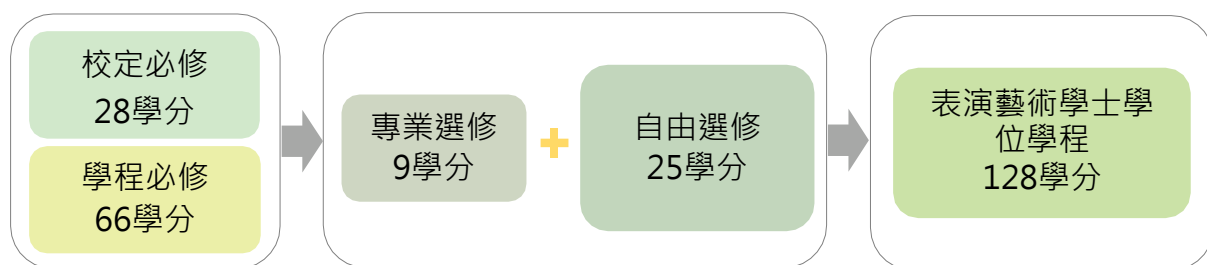 校定必修
28學分
學程必修
66學分
專業選修
9學分
自由選修
25學分
表演藝術學士學
位學程
128學分